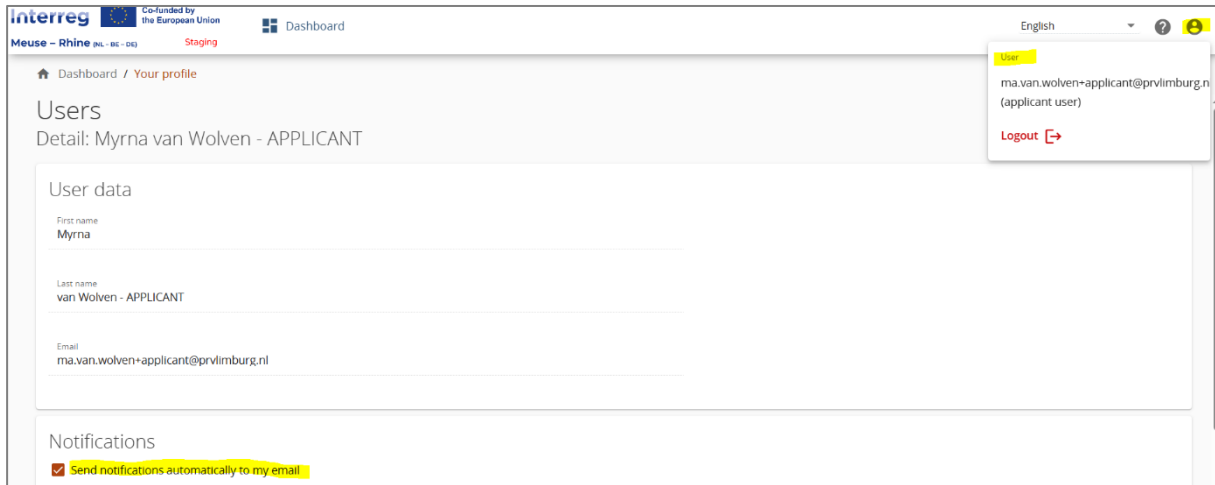 Interreg
Co-funded by
the European Union
Meuse – Rhine (NL - BE - DE)
Staging
Dashboard
English
User
ma.van.wolven+applicant@prvlimburg.n
(applicant user)
Logout
Dashboard / Your profile
Users
Detail: Myrna van Wolven - APPLICANT
User data
First name
Myrna
Last name
van Wolven - APPLICANT
Email
ma.van.wolven+applicant@prvlimburg.nl
Notifications
Send notifications automatically to my email